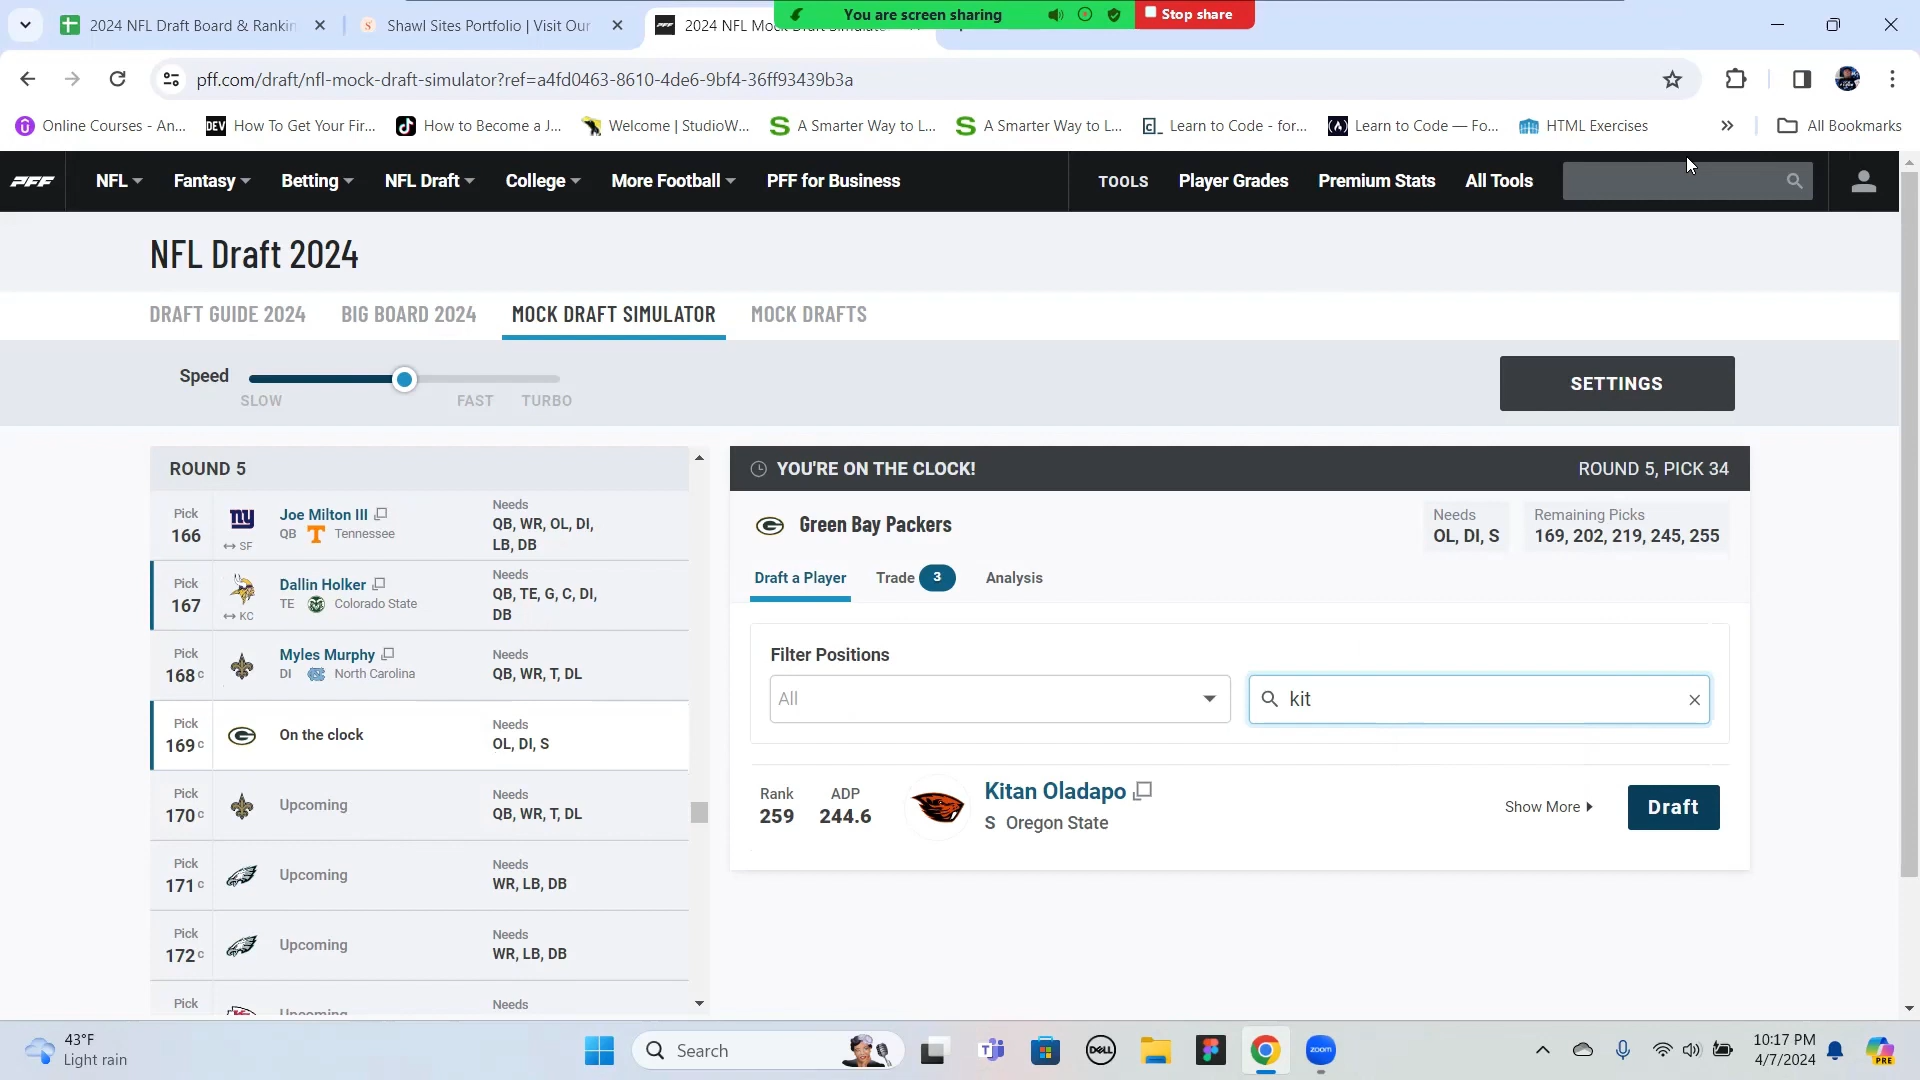 2024 NFL Draft Board & Rankin
Shawl Sites Portfolio | Visit Our
2024 NFL Mock Draft Simulate
You are screen sharing
Stop share
pff.com/draft/nfl-mock-draft-simulator?ref=a4fd0463-8610-4de6-9bf4-36ff93439b3a
Online Courses - An...
DEV How To Get Your Fir...
How to Become a J...
Welcome | StudioW...
A Smarter Way to L...
A Smarter Way to L...
Learn to Code - for...
Learn to Code — Fo...
HTML Exercises
All Bookmarks
PFF NFL Fantasy Betting NFL Draft College More Football PFF for Business TOOLS Player Grades Premium Stats All Tools
NFL Draft 2024
DRAFT GUIDE 2024 BIG BOARD 2024 MOCK DRAFT SIMULATOR MOCK DRAFTS
Speed
SLOW FAST TURBO
SETTINGS
ROUND 5
Pick
166
↔ SF
Joe Milton III
QB T Tennessee
Needs
QB, WR, OL, DI,
LB, DB
Pick
167
↔ KC
Dallin Holker
TE Colorado State
Needs
QB, TE, G, C, DI,
DB
Pick
168 c
Myles Murphy
DI North Carolina
Needs
QB, WR, T, DL
Pick
169 c
On the clock
Needs
OL, DI, S
Pick
170 c
Upcoming
Needs
QB, WR, T, DL
Pick
171 c
Upcoming
Needs
WR, LB, DB
Pick
172 c
Upcoming
Needs
WR, LB, DB
Pick
Upcoming
Needs
YOU'RE ON THE CLOCK!
ROUND 5, PICK 34
Green Bay Packers
Needs
OL, DI, S
Remaining Picks
169, 202, 219, 245, 255
Draft a Player Trade 3 Analysis
Filter Positions
All
kit
Rank
259
ADP
244.6
Kitan Oladapo
S Oregon State
Show More
Draft
43°F
Light rain
Search
DELL
zoom
10:17 PM
4/7/2024
PRE